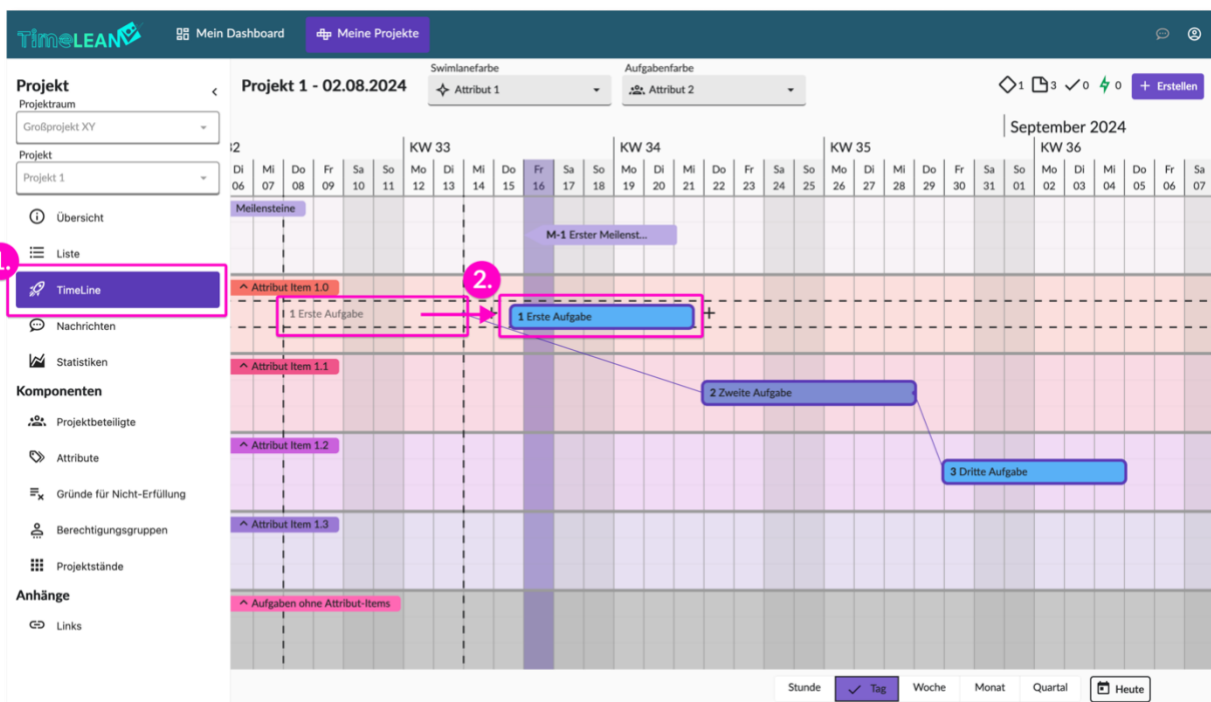 TimeLEAN
Mein Dashboard
Meine Projekte
Projekt
Projektraum
Großprojekt XY
Projekt
Projekt 1
Übersicht
Liste
1.
TimeLine
Nachrichten
Statistiken
Komponenten
Projektbeteiligte
Attribute
Gründe für Nicht-Erfüllung
Berechtigungsgruppen
Projektstände
Anhänge
Links
Projekt 1 - 02.08.2024
Swimlanefarbe
Attribut 1
Aufgabenfarbe
Attribut 2
1 3 0 0
+ Erstellen
September 2024
32 KW 33 KW 34 KW 35 KW 36
Di Mi Do Fr Sa So Mo Di Mi Do Fr Sa So Mo Di Mi Do Fr Sa So Mo Di Mi Do Fr Sa So Mo Di Mi Do Fr Sa
06 07 08 09 10 11 12 13 14 15 16 17 18 19 20 21 22 23 24 25 26 27 28 29 30 31 01 02 03 04 05 06 07
Meilensteine
M-1 Erster Meilenst...
Attribut Item 1.0
2.
1 Erste Aufgabe
1 Erste Aufgabe
Attribut Item 1.1
2 Zweite Aufgabe
Attribut Item 1.2
3 Dritte Aufgabe
Attribut Item 1.3
Aufgaben ohne Attribut-Items
Stunde Tag Woche Monat Quartal Heute